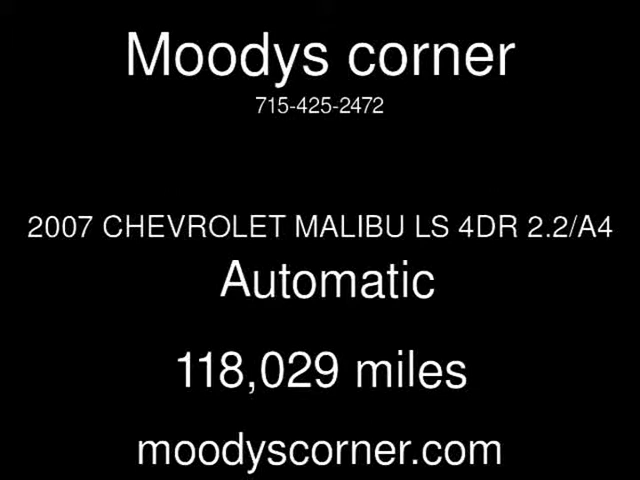 Moodys corner
715-425-2472
2007 CHEVROLET MALIBU LS 4DR 2.2/A4
Automatic
118,029 miles
moodyscorner.com